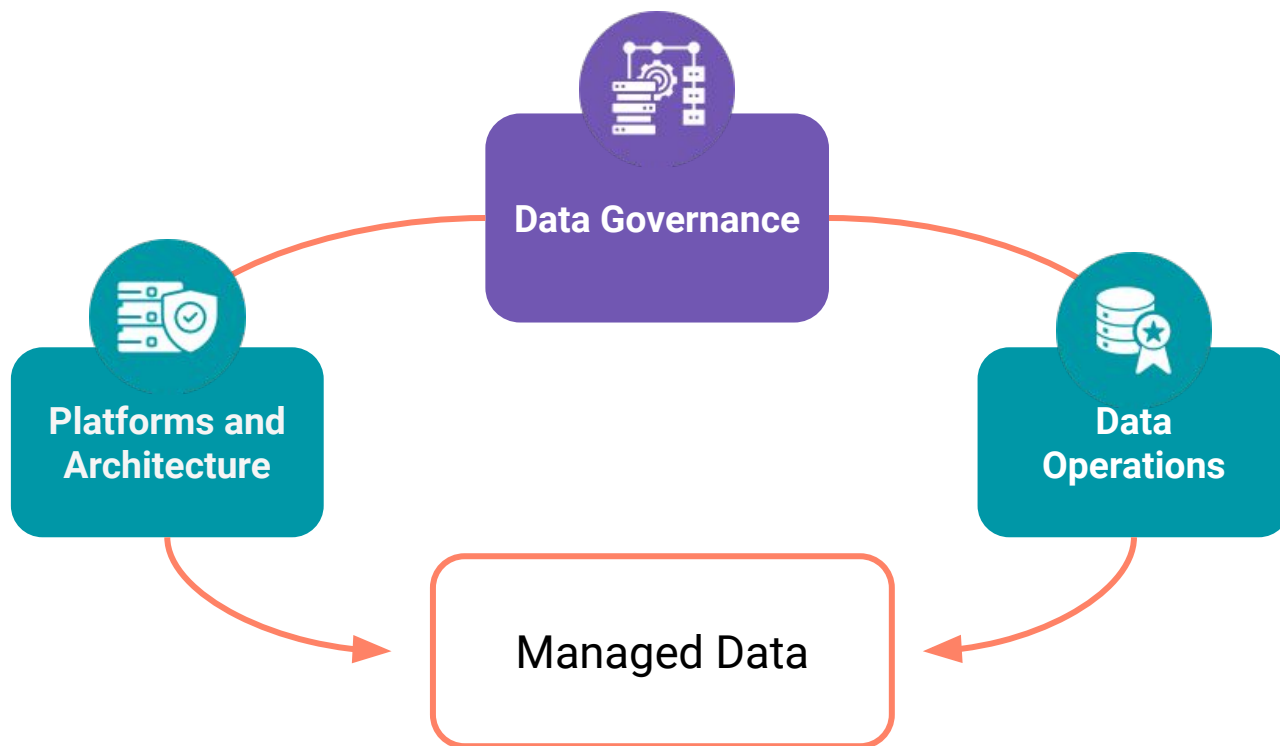 Data Governance
Platforms and
Architecture
Data
Operations
Managed Data